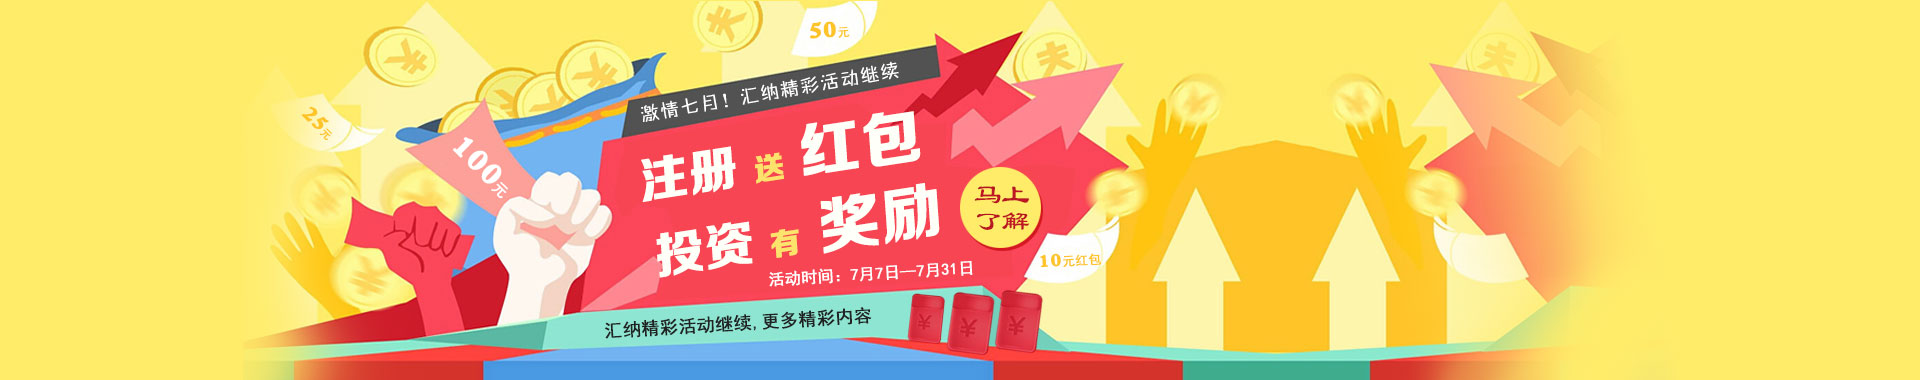 50元
25元
100元
激情七月！汇纳精彩活动继续
注册送红包
投资有奖励
马上
了解
活动时间：7月7日—7月31日
10元红包
汇纳精彩活动继续,更多精彩内容